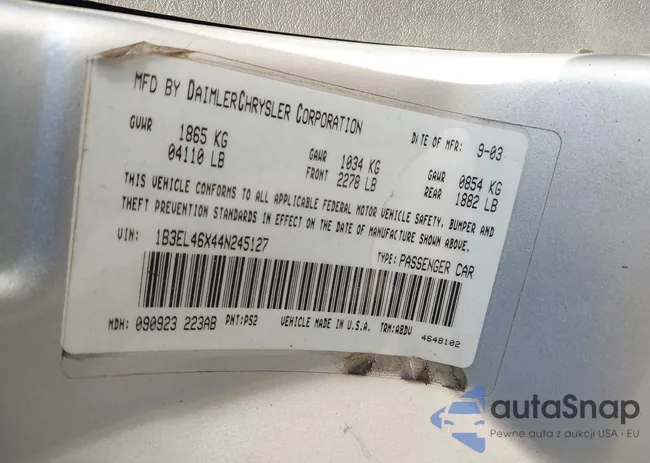 MFD BY DAIMLERCHRYSLER CORPORATION
DATE OF MFR: 9-03
GVWR 1865 KG 04110 LB
GAWR FRONT 1034 KG 2278 LB
GAWR REAR 0854 KG 1882 LB
THIS VEHICLE CONFORMS TO ALL APPLICABLE FEDERAL MOTOR VEHICLE SAFETY, BUMPER AND
THEFT PREVENTION STANDARDS IN EFFECT ON THE DATE OF MANUFACTURE SHOWN ABOVE.
VIN: 1B3EL46X44N245127
TYPE: PASSENGER CAR
MDH: 090923 223AB PNT: PS2 VEHICLE MADE IN U.S.A. TRM: ABDV
4648102
autaSnap
Pewne auta z aukcji USA i EU